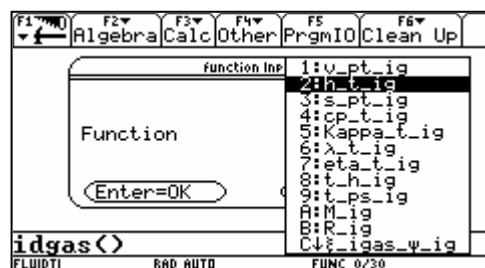 F1 F2 F3 F4 F5 F6
Algebra Calc Other PrgmIO Clean Up
function Inp
Function
Enter=OK
1:v_pt_ig
2:h_t_ig
3:s_pt_ig
4:cp_t_ig
5:Kappa_t_ig
6:λ_t_ig
7:eta_t_ig
8:t_h_ig
9:t_ps_ig
A:M_ig
B:R_ig
C↓ξ_igas_ψ_ig
idgas()
FLUIDTI RAD AUTO FUNC 0/30